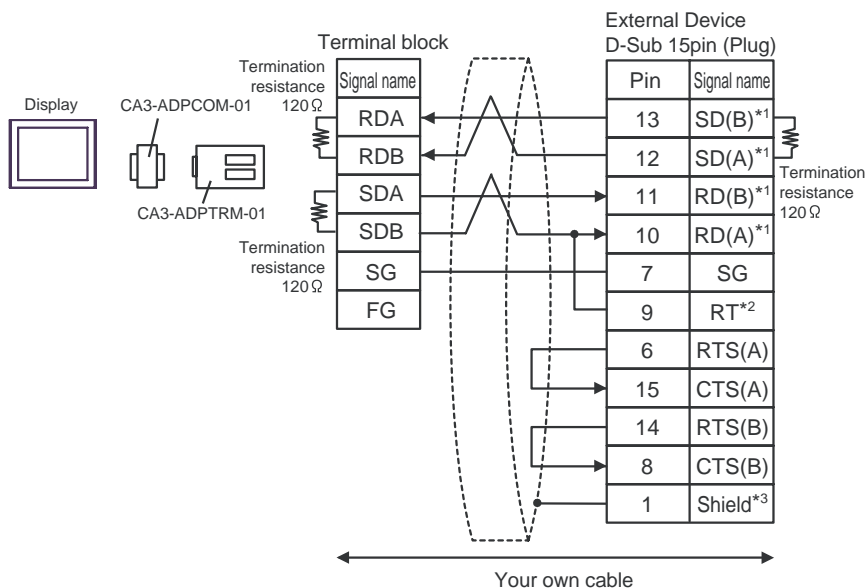 External Device
D-Sub 15pin (Plug)
Terminal block
Termination
resistance
120Ω
Signal name
Pin Signal name
Display
CA3-ADPCOM-01
CA3-ADPTRM-01
RDA
13 SD(B)*1
RDB
12 SD(A)*1
SDA
11 RD(B)*1
SDB
10 RD(A)*1
SG
7 SG
FG
9 RT*2
6 RTS(A)
15 CTS(A)
14 RTS(B)
8 CTS(B)
1 Shield*3
Termination
resistance
120Ω
Termination
resistance
120Ω
Your own cable